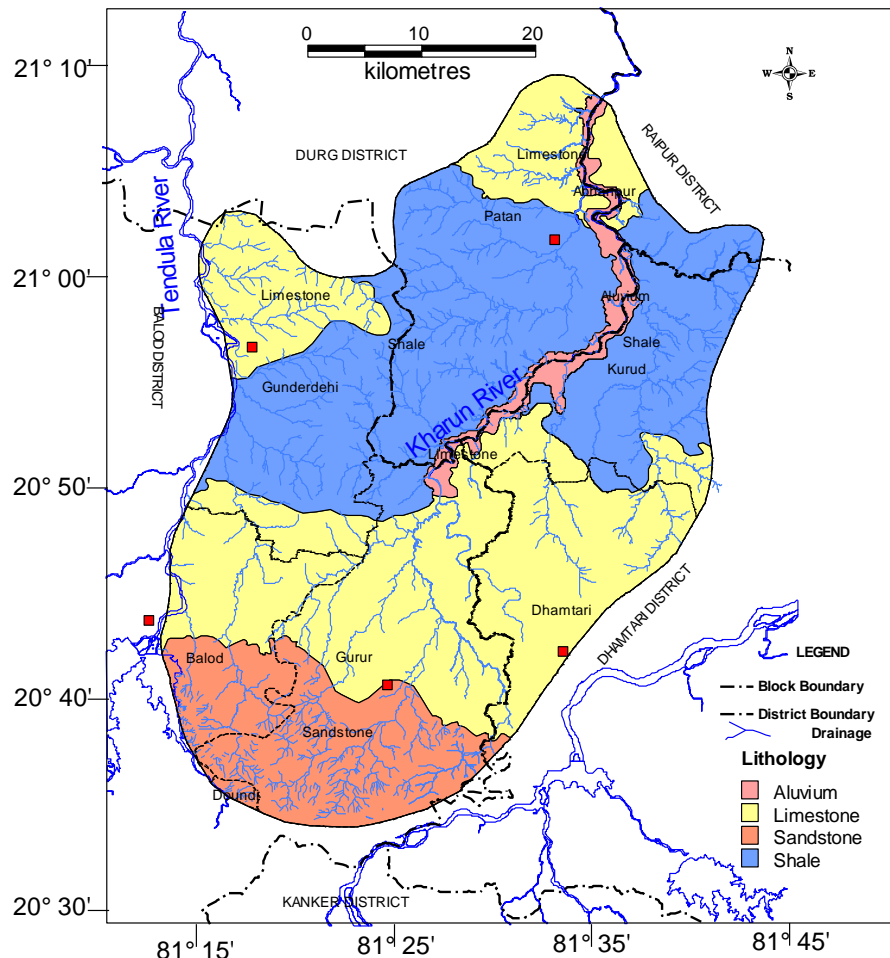 0 10 20
kilometres
N
W E
S
21° 10'
21° 00'
20° 50'
20° 40'
20° 30'
DURG DISTRICT
RAIPUR DISTRICT
Limestone
Abhanpur
Patan
Tendula River
BALOD DISTRICT
Limestone
Aluvium
Shale
Shale
Kurud
Gunderdehi
Kharun River
Limestone
Dhamtari
DHAMTARI DISTRICT
Balod
Gurur
Sandstone
Doundi
KANKER DISTRICT
LEGEND
Block Boundary
District Boundary
Drainage
Lithology
Aluvium
Limestone
Sandstone
Shale
81° 15' 81° 25' 81° 35' 81° 45'